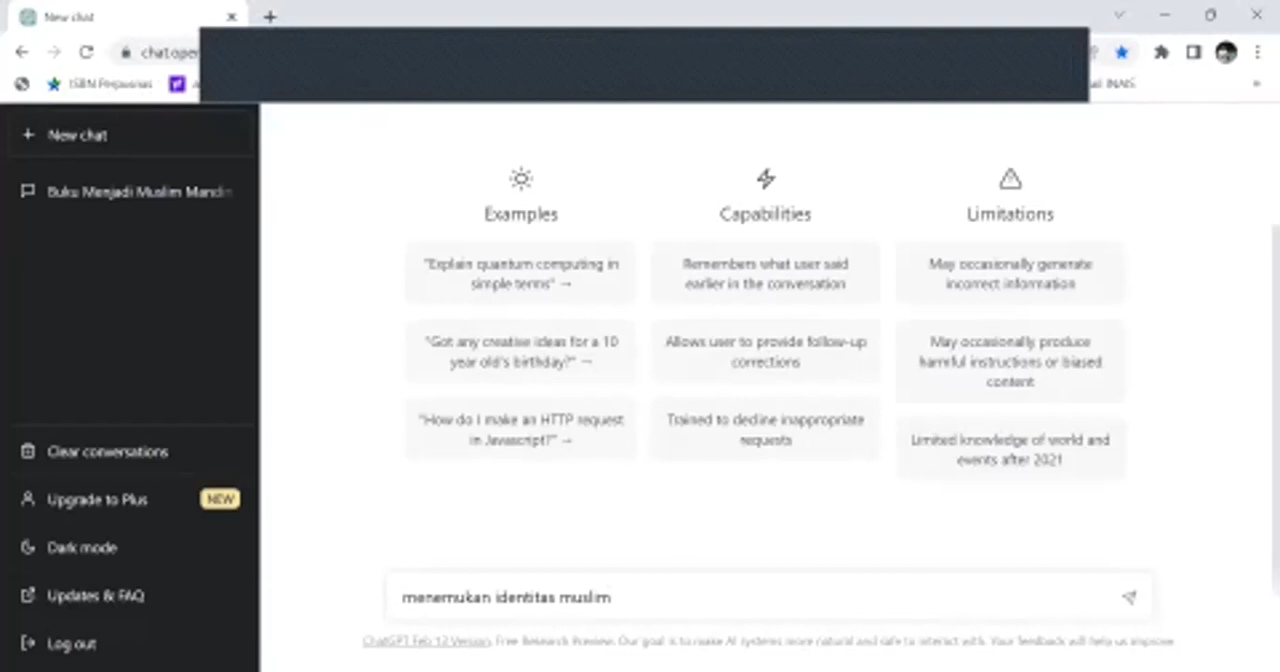 New chat
ISBN Perpusnas
INAIS
New chat
Buku Menjadi Muslim
Examples
Capabilities
Limitations
"Explain quantum computing in
simple terms" →
Remembers what user said
earlier in the conversation
May occasionally generate
incorrect information
"Got any creative ideas for a 10
year old's birthday?" →
Allows user to provide follow-up
corrections
May occasionally produce
harmful instructions or biased
content
"How do I make an HTTP request
in Javascript?" →
Trained to decline inappropriate
requests
Limited knowledge of world and
events after 2021
Clear conversations
Upgrade to Plus NEW
Dark mode
Updates & FAQ
Log out
menemukan identitas muslim
ChatGPT Feb 13 Version. Free Research Preview. Our goal is to make AI systems more natural and safe to interact with. Your feedback will help us improve